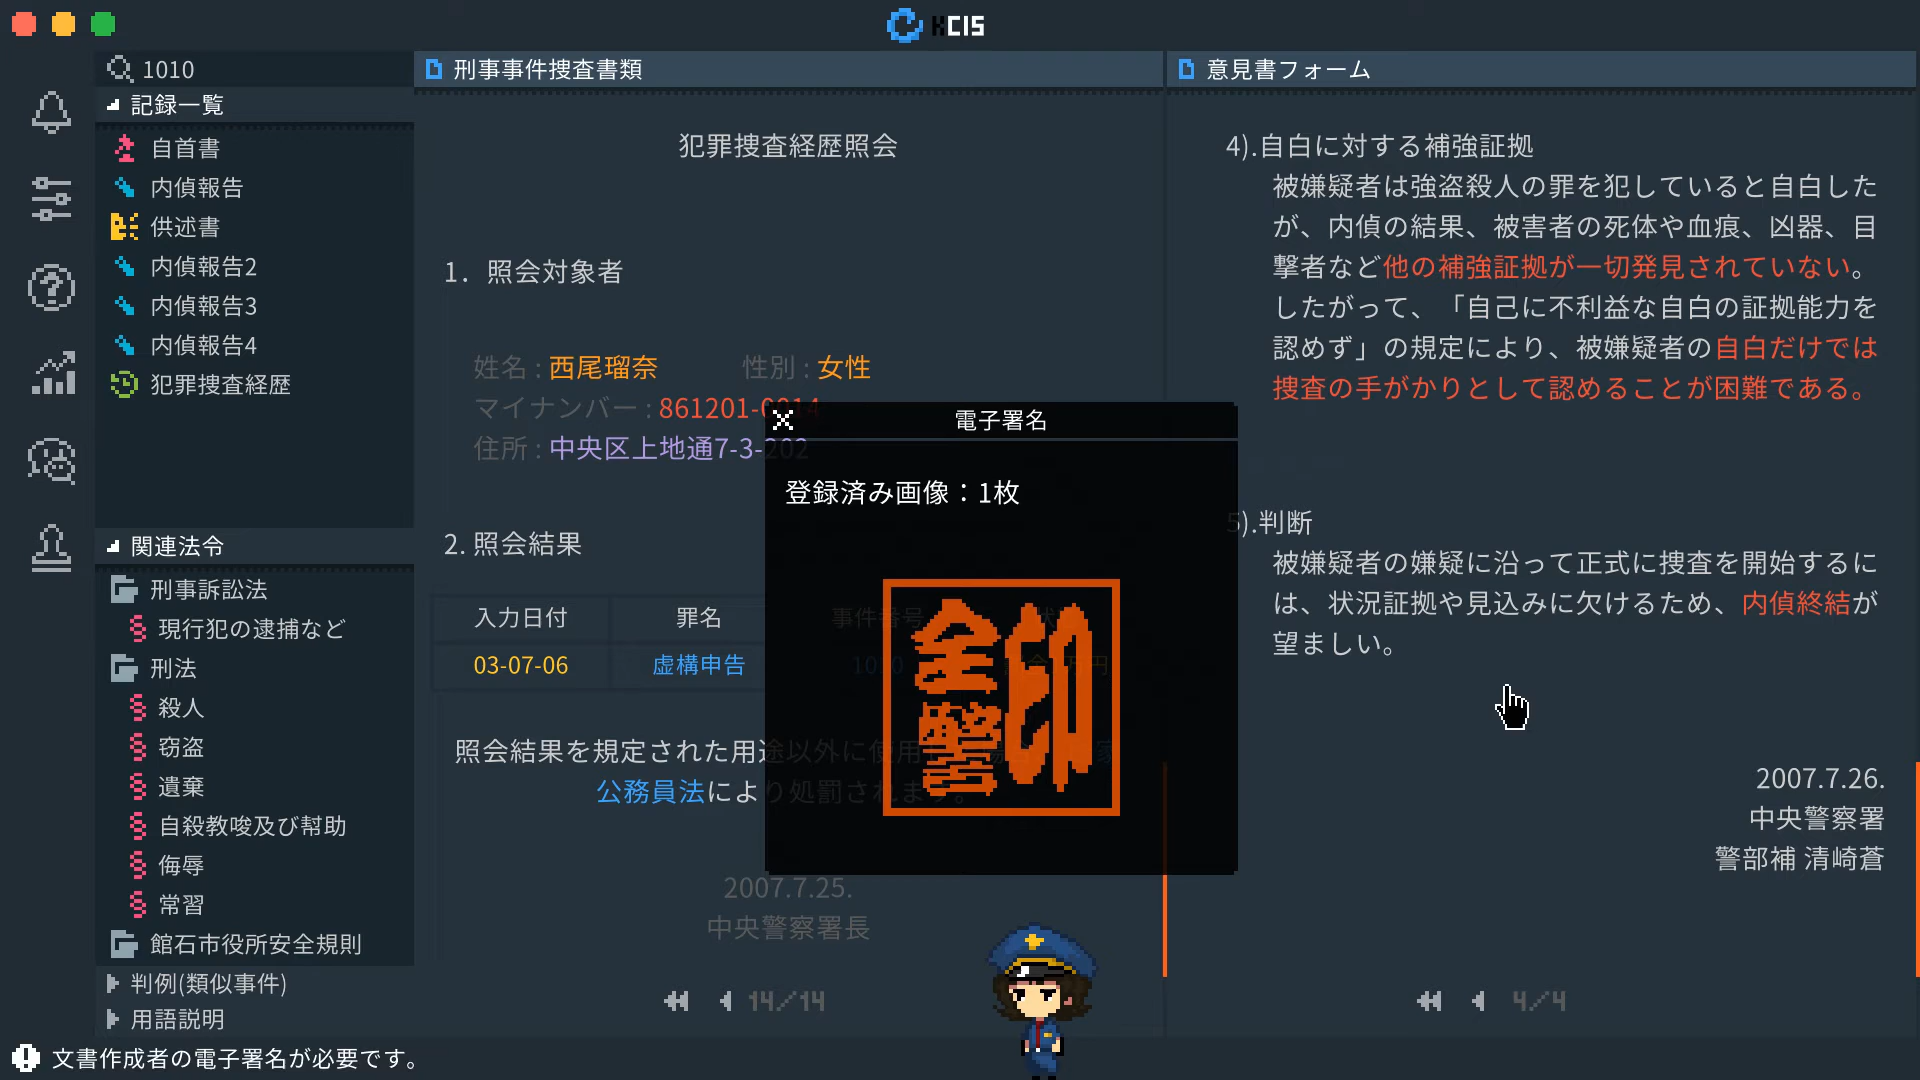 KCIS
1010
記録一覧
自首書
内偵報告
供述書
内偵報告2
内偵報告3
内偵報告4
犯罪捜査経歴
関連法令
刑事訴訟法
現行犯の逮捕など
刑法
殺人
窃盗
遺棄
自殺教唆及び幇助
侮辱
常習
館石市役所安全規則
判例(類似事件)
用語説明
刑事事件捜査書類
犯罪捜査経歴照会
1. 照会対象者
姓名 : 西尾瑠奈 性別 : 女性
マイナンバー : 861201-0014
住所 : 中央区上地通7-3-202
2. 照会結果
入力日付 罪名 事件番号
03-07-06 虚構申告
照会結果を規定された用途以外に使用
公務員法により処罰されます。
2007.7.25.
中央警察署長
14/14
電子署名
登録済み画像：1枚
全警印
意見書フォーム
4).自白に対する補強証拠
被嫌疑者は強盗殺人の罪を犯していると自白した
が、内偵の結果、被害者の死体や血痕、凶器、目
撃者など他の補強証拠が一切発見されていない。
したがって、「自己に不利益な自白の証拠能力を
認めず」の規定により、被嫌疑者の自白だけでは
捜査の手がかりとして認めることが困難である。
5).判断
被嫌疑者の嫌疑に沿って正式に捜査を開始するに
は、状況証拠や見込みに欠けるため、内偵終結が
望ましい。
2007.7.26.
中央警察署
警部補 清崎蒼
4/4
文書作成者の電子署名が必要です。